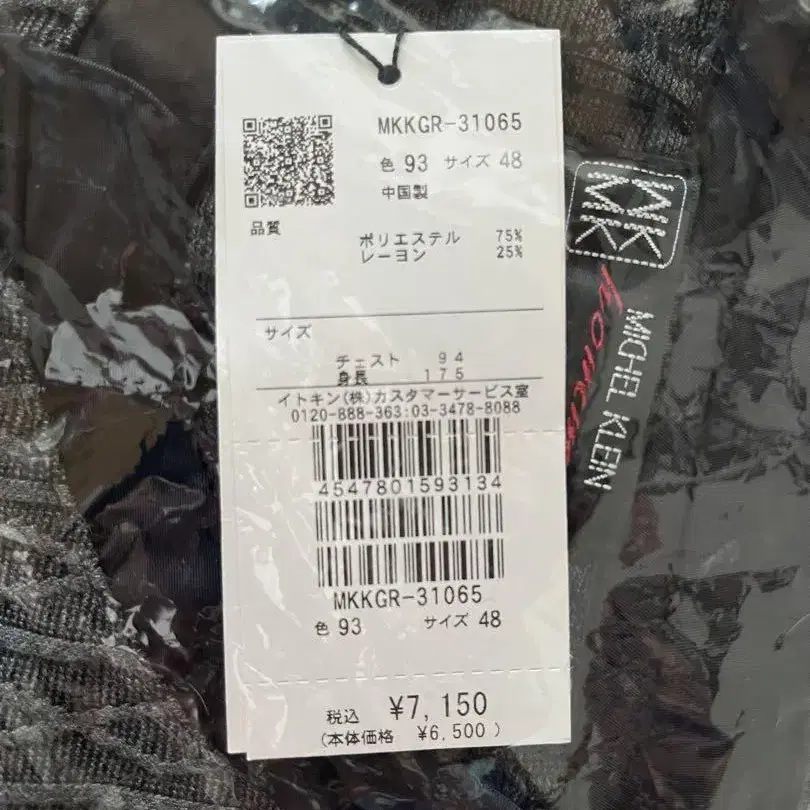 MKKGR-31065
色 93 サイズ 48
中国製
品質
ポリエステル 75%
レーヨン 25%
サイズ
チェスト 94
身長 175
イトキン(株)カスタマーサービス室
0120-888-363:03-3478-8088
4547801593134
MKKGR-31065
色 93 サイズ 48
税込 ¥7,150
(本体価格 ¥6,500)
MK
MICHEL KLEIN
homme